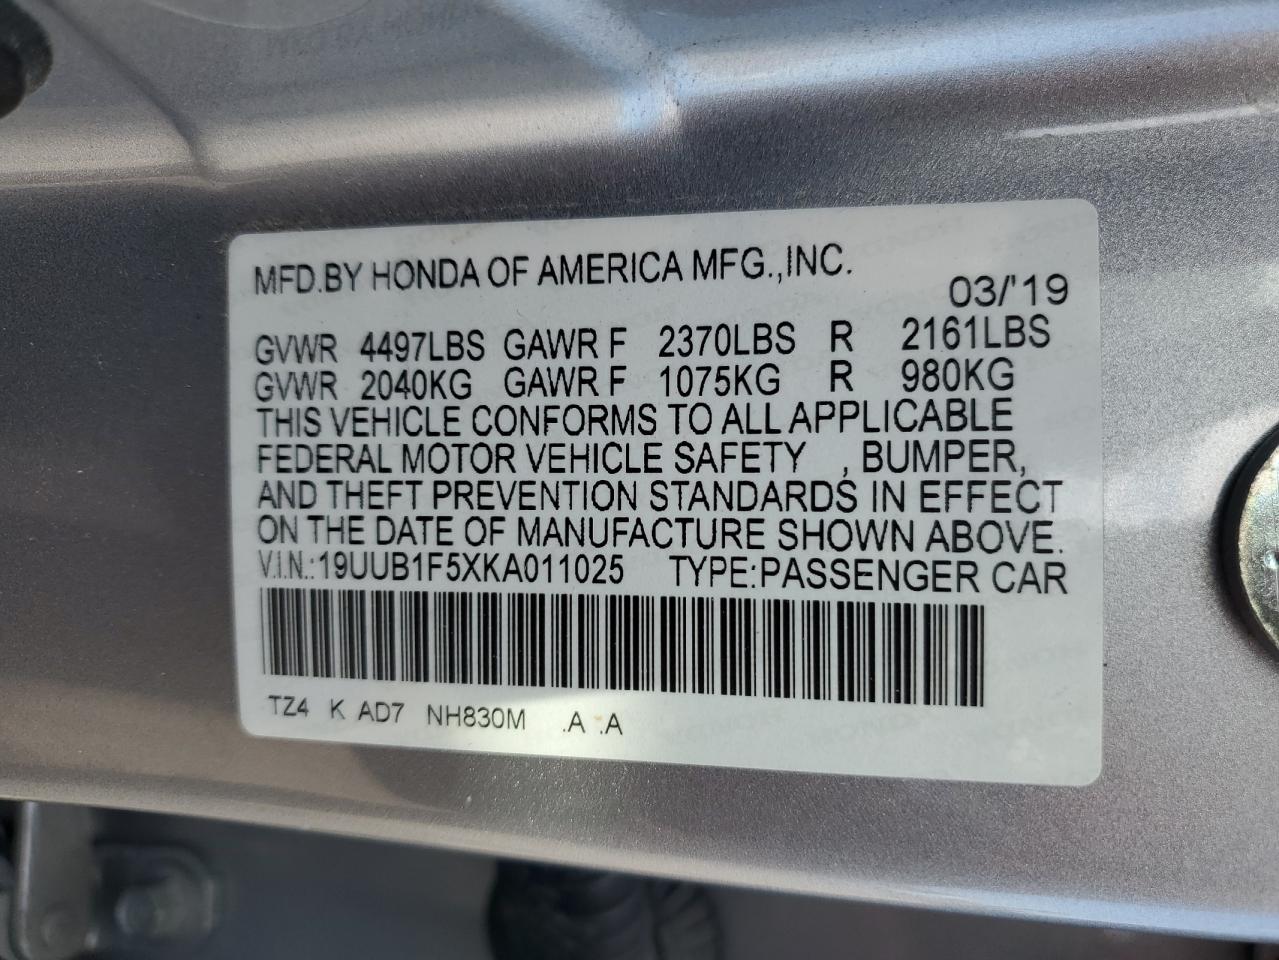 MFD.BY HONDA OF AMERICA MFG.,INC.
03/'19
GVWR 4497LBS GAWR F 2370LBS R 2161LBS
GVWR 2040KG GAWR F 1075KG R 980KG
THIS VEHICLE CONFORMS TO ALL APPLICABLE
FEDERAL MOTOR VEHICLE SAFETY , BUMPER,
AND THEFT PREVENTION STANDARDS IN EFFECT
ON THE DATE OF MANUFACTURE SHOWN ABOVE.
V.I.N.:19UUB1F5XKA011025 TYPE:PASSENGER CAR
TZ4 K AD7 NH830M .A .A